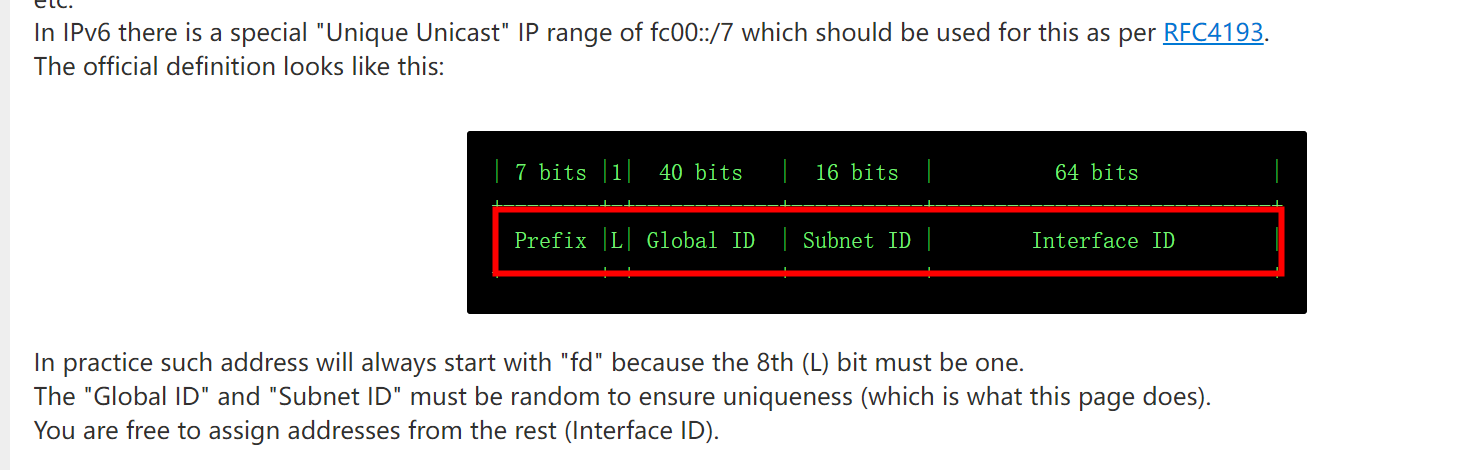 etc.
In IPv6 there is a special "Unique Unicast" IP range of fc00::/7 which should be used for this as per RFC4193.
The official definition looks like this:
| 7 bits |1| 40 bits | 16 bits | 64 bits |
+--------+-+------------+-----------+----------------------------+
| Prefix |L| Global ID | Subnet ID | Interface ID |
In practice such address will always start with "fd" because the 8th (L) bit must be one.
The "Global ID" and "Subnet ID" must be random to ensure uniqueness (which is what this page does).
You are free to assign addresses from the rest (Interface ID).